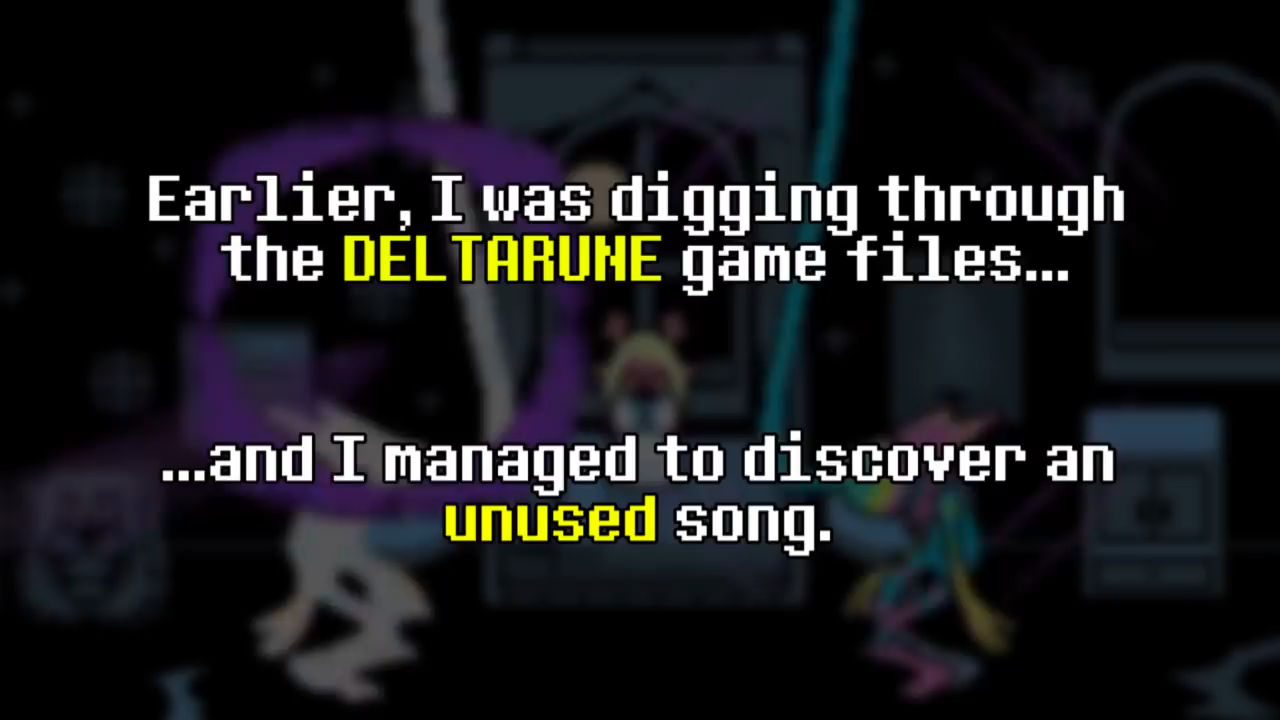 Earlier, I was digging through
the DELTARUNE game files...
...and I managed to discover an
unused song.